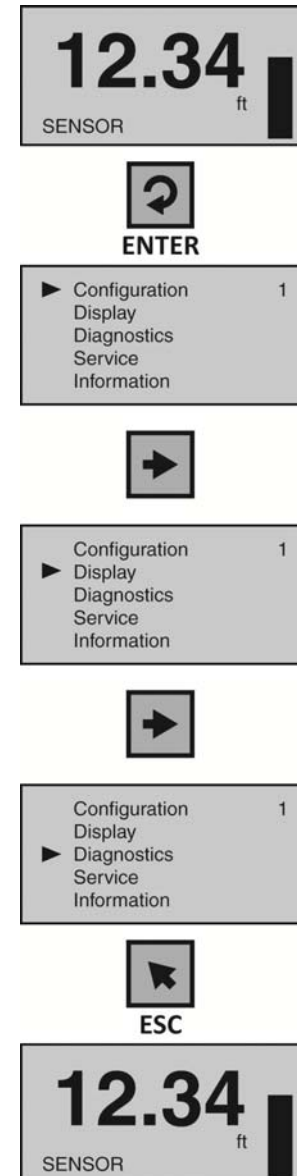 12.34
ft
SENSOR
ENTER
Configuration 1
Display
Diagnostics
Service
Information
Configuration 1
Display
Diagnostics
Service
Information
Configuration 1
Display
Diagnostics
Service
Information
ESC
12.34
ft
SENSOR